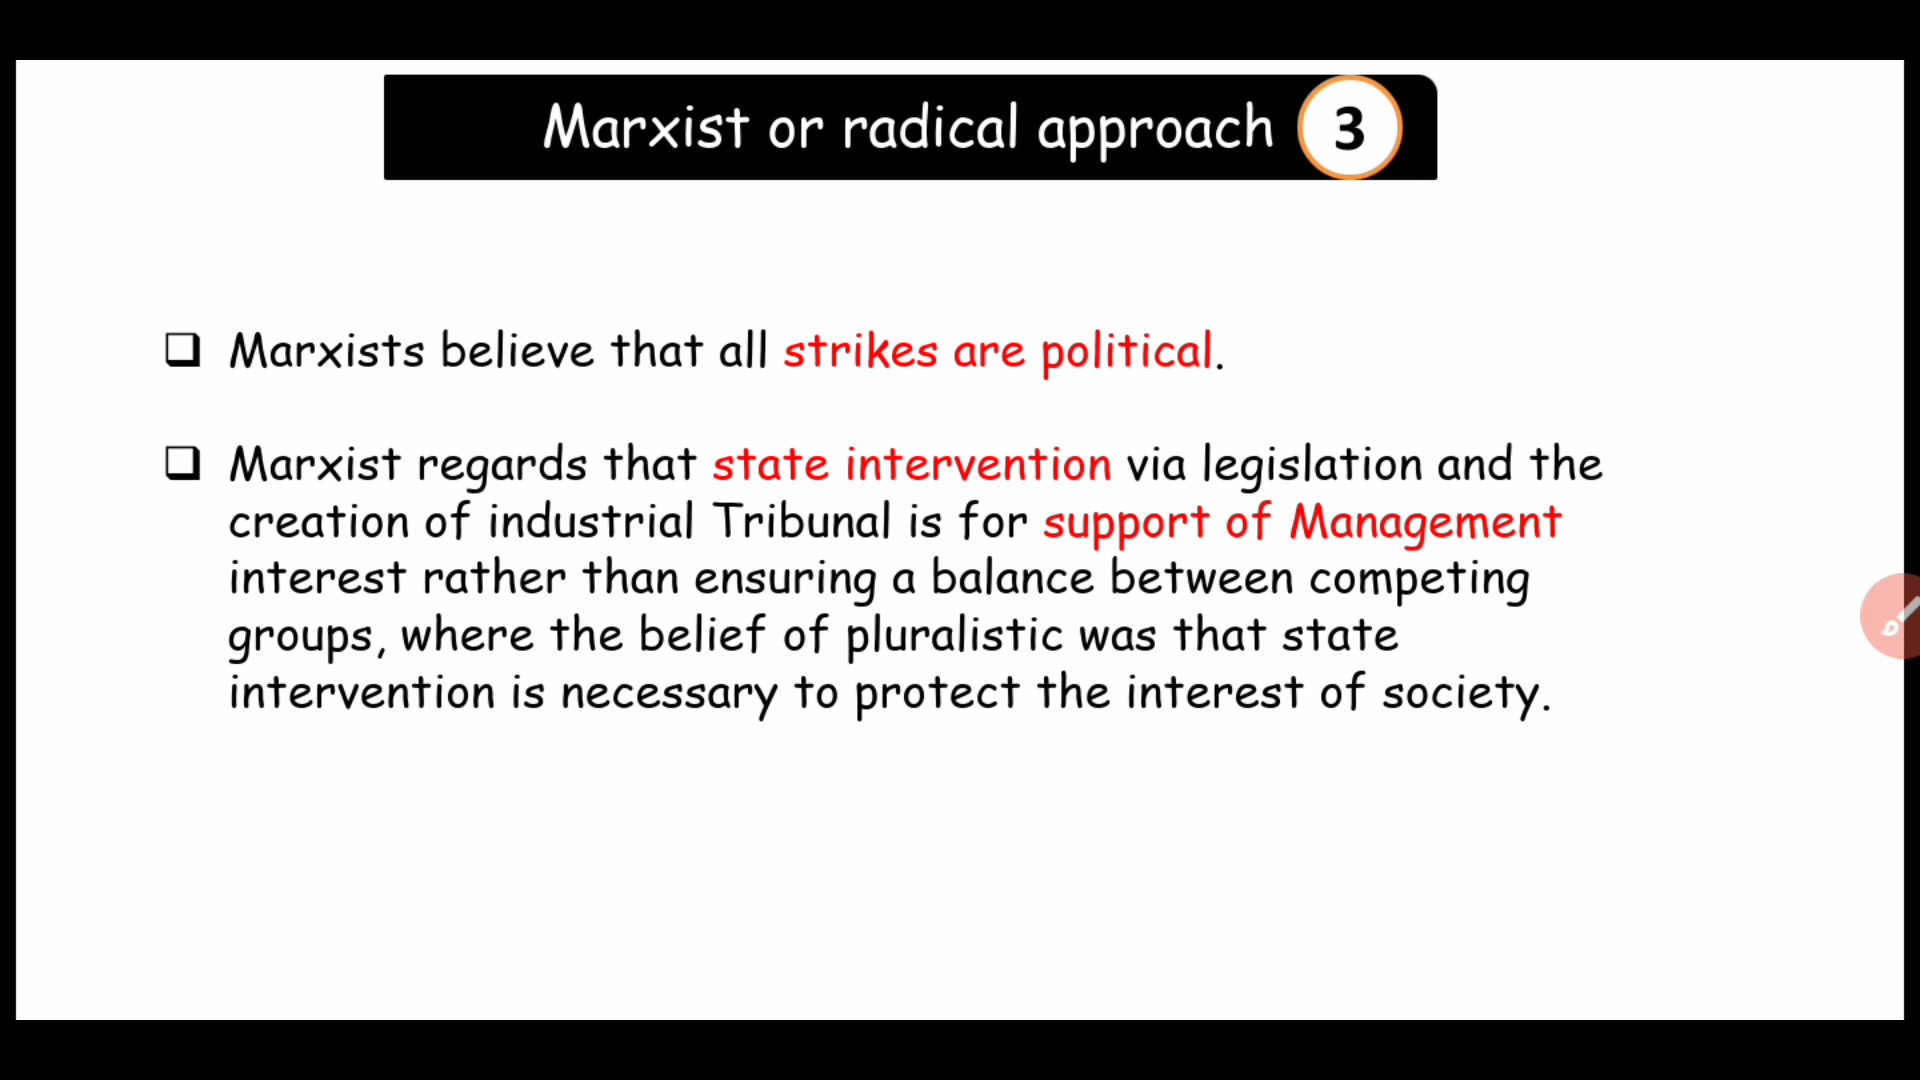 Marxist or radical approach 3
❑ Marxists believe that all strikes are political.
❑ Marxist regards that state intervention via legislation and the
creation of industrial Tribunal is for support of Management
interest rather than ensuring a balance between competing
groups, where the belief of pluralistic was that state
intervention is necessary to protect the interest of society.